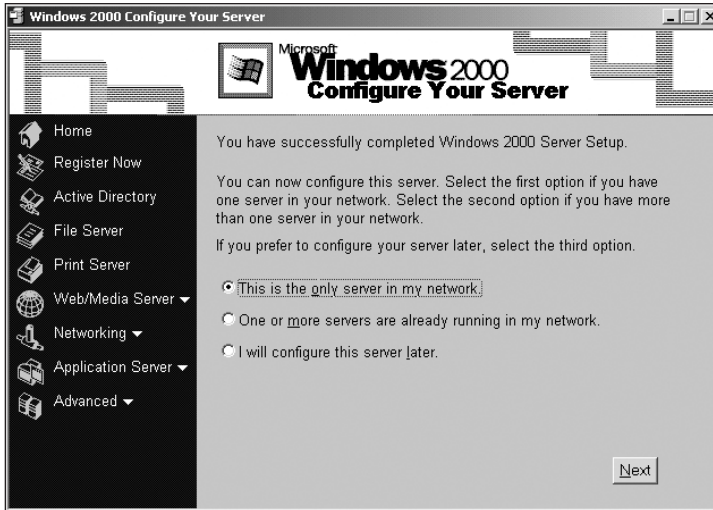 Windows 2000 Configure Your Server
Microsoft
Windows 2000
Configure Your Server
Home
Register Now
Active Directory
File Server
Print Server
Web/Media Server
Networking
Application Server
Advanced
You have successfully completed Windows 2000 Server Setup.
You can now configure this server. Select the first option if you have
one server in your network. Select the second option if you have more
than one server in your network.
If you prefer to configure your server later, select the third option.
This is the only server in my network.
One or more servers are already running in my network.
I will configure this server later.
Next